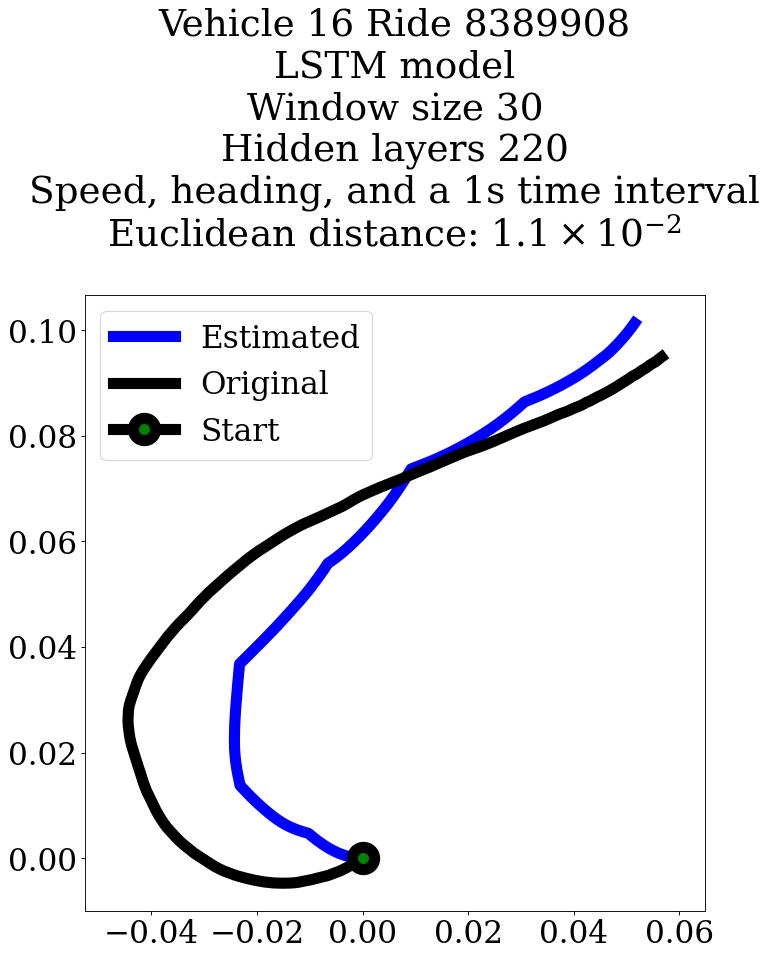 Vehicle 16 Ride 8389908
LSTM model
Window size 30
Hidden layers 220
Speed, heading, and a 1s time interval
Euclidean distance: 1.1 × 10⁻²
Estimated
Original
Start
0.10
0.08
0.06
0.04
0.02
0.00
−0.04 −0.02 0.00 0.02 0.04 0.06